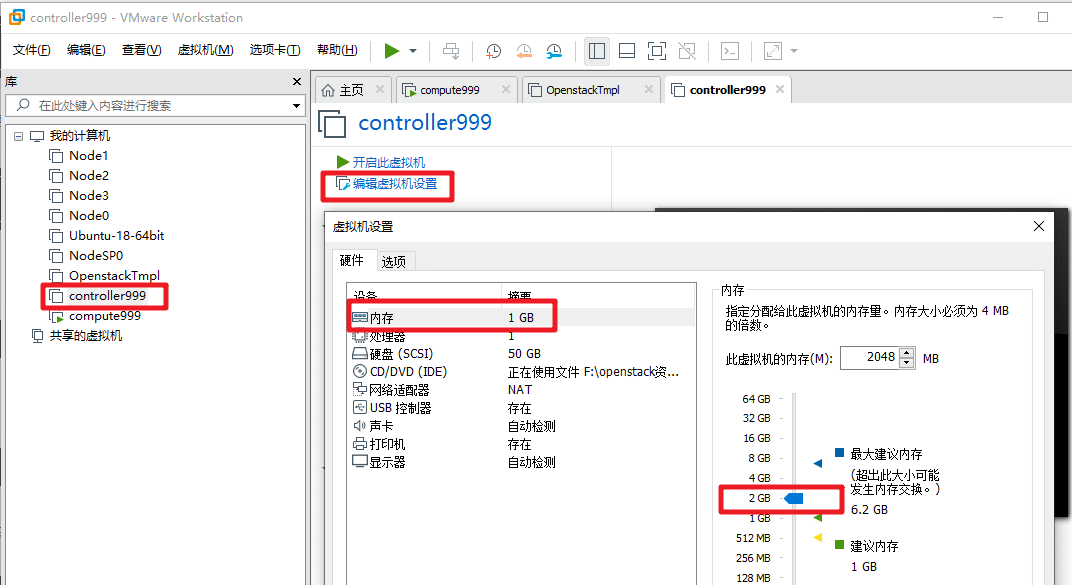 controller999 - VMware Workstation
文件(F) 编辑(E) 查看(V) 虚拟机(M) 选项卡(T) 帮助(H)
库
在此处键入内容进行搜索
主页 compute999 OpenstackTmpl controller999
我的计算机
Node1
Node2
Node3
Node0
Ubuntu-18-64bit
NodeSP0
OpenstackTmpl
controller999
compute999
共享的虚拟机
controller999
开启此虚拟机
编辑虚拟机设置
虚拟机设置
硬件 选项
设备 摘要
内存 1 GB
处理器 1
硬盘 (SCSI) 50 GB
CD/DVD (IDE) 正在使用文件 F:\openstack资...
网络适配器 NAT
USB 控制器 存在
声卡 自动检测
打印机 存在
显示器 自动检测
内存
指定分配给此虚拟机的内存量。内存大小必须为 4 MB
的倍数。
此虚拟机的内存(M): 2048 MB
64 GB
32 GB
16 GB
8 GB
4 GB
2 GB
1 GB
512 MB
256 MB
128 MB
最大建议内存
(超出此大小可能
发生内存交换。)
6.2 GB
建议内存
1 GB